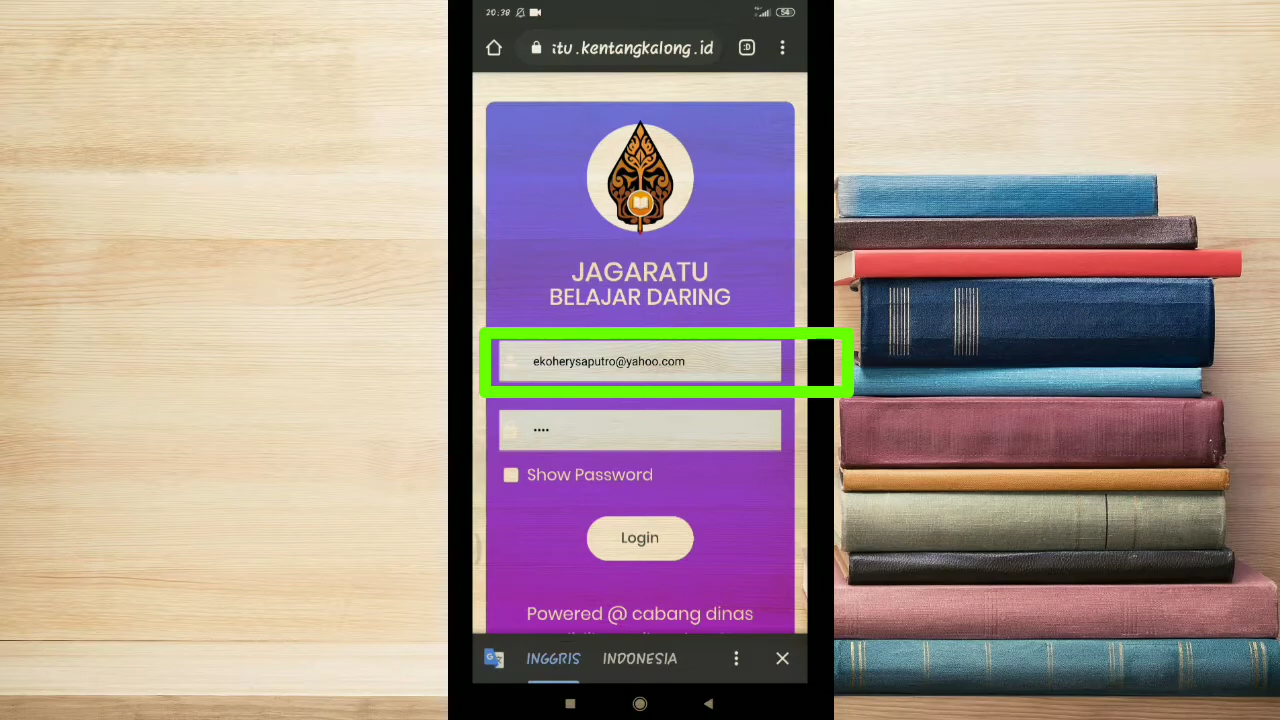 20.38
54
itu.kentangkalong.id
:D
JAGARATU
BELAJAR DARING
ekoherysaputro@yahoo.com
••••
Show Password
Login
Powered @ cabang dinas
INGGRIS INDONESIA